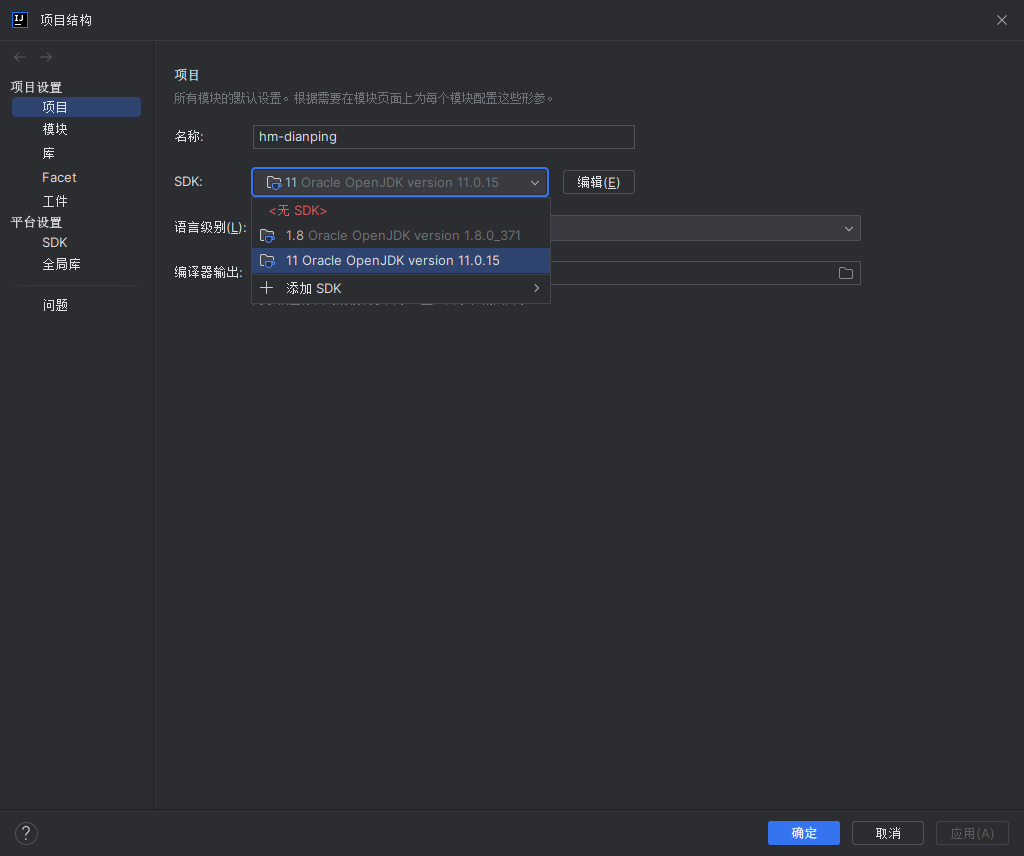 项目结构
项目设置
项目
模块
库
Facet
工件
平台设置
SDK
全局库
问题
项目
所有模块的默认设置。根据需要在模块页面上为每个模块配置这些形参。
名称: hm-dianping
SDK: 11 Oracle OpenJDK version 11.0.15 编辑(E)
<无 SDK>
语言级别(L):
1.8 Oracle OpenJDK version 1.8.0_371
11 Oracle OpenJDK version 11.0.15
编译器输出:
添加 SDK
? 确定 取消 应用(A)